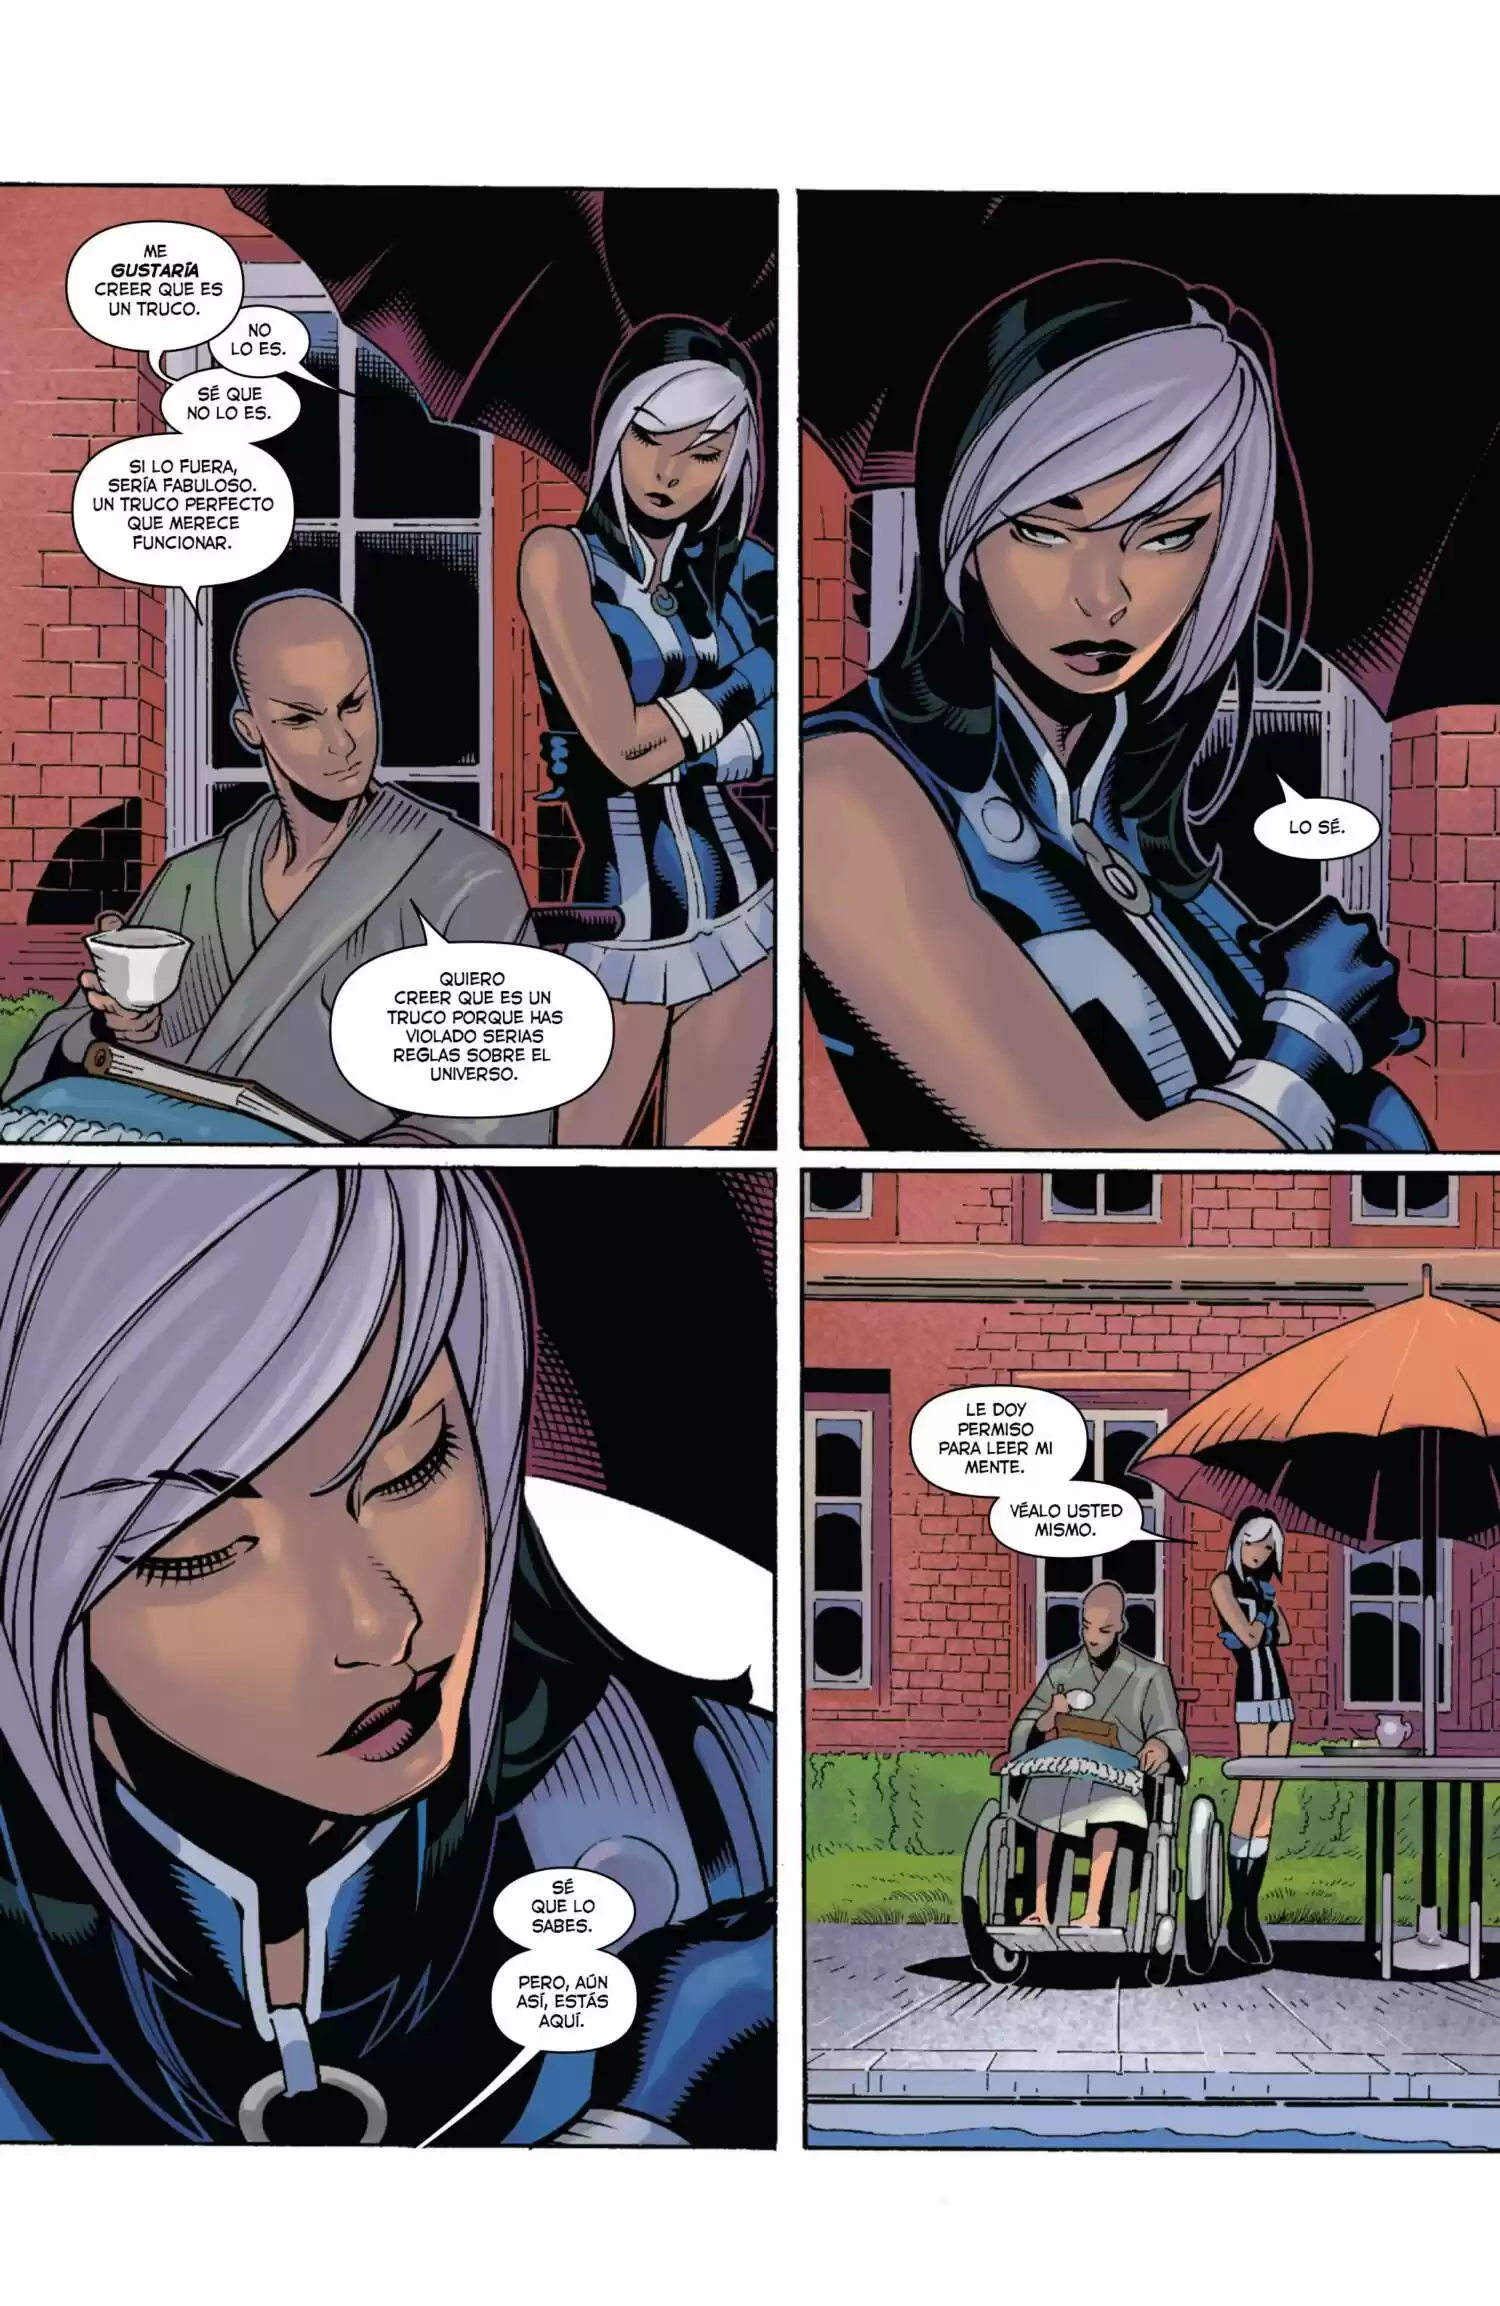 ME
GUSTARÍA
CREER QUE ES
UN TRUCO.
NO
LO ES.
SÉ QUE
NO LO ES.
SI LO FUERA,
SERÍA FABULOSO.
UN TRUCO PERFECTO
QUE MERECE
FUNCIONAR.
QUIERO
CREER QUE ES UN
TRUCO PORQUE HAS
VIOLADO SERIAS
REGLAS SOBRE EL
UNIVERSO.
LO SÉ.
SÉ
QUE LO
SABES.
PERO, AÚN
ASÍ, ESTÁS
AQUÍ.
LE DOY
PERMISO
PARA LEER MI
MENTE.
VÉALO USTED
MISMO.